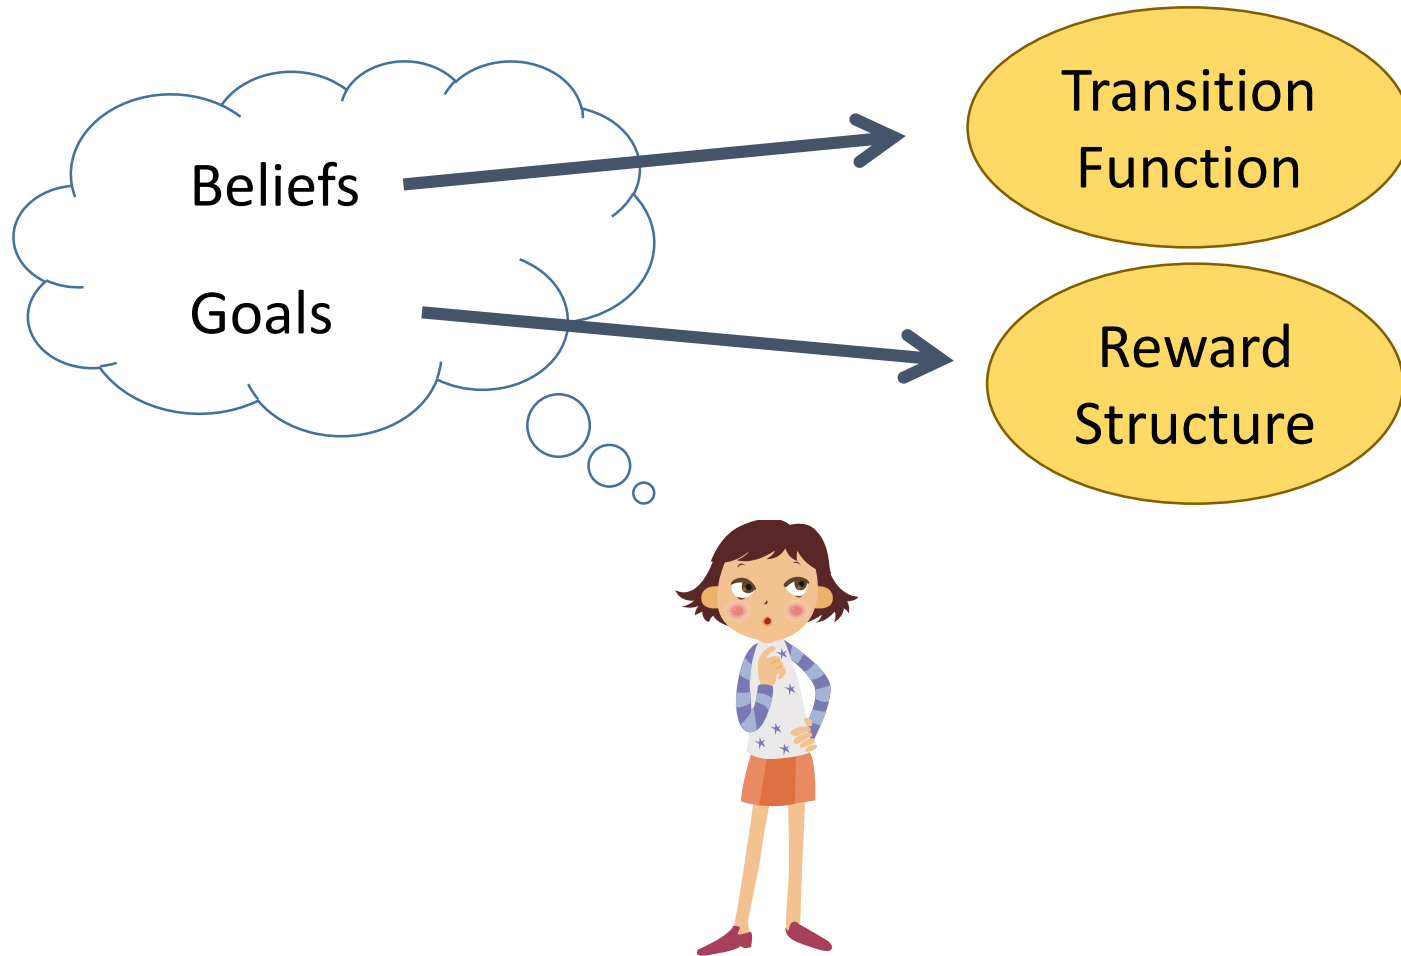 Beliefs
Goals
Transition
Function
Reward
Structure